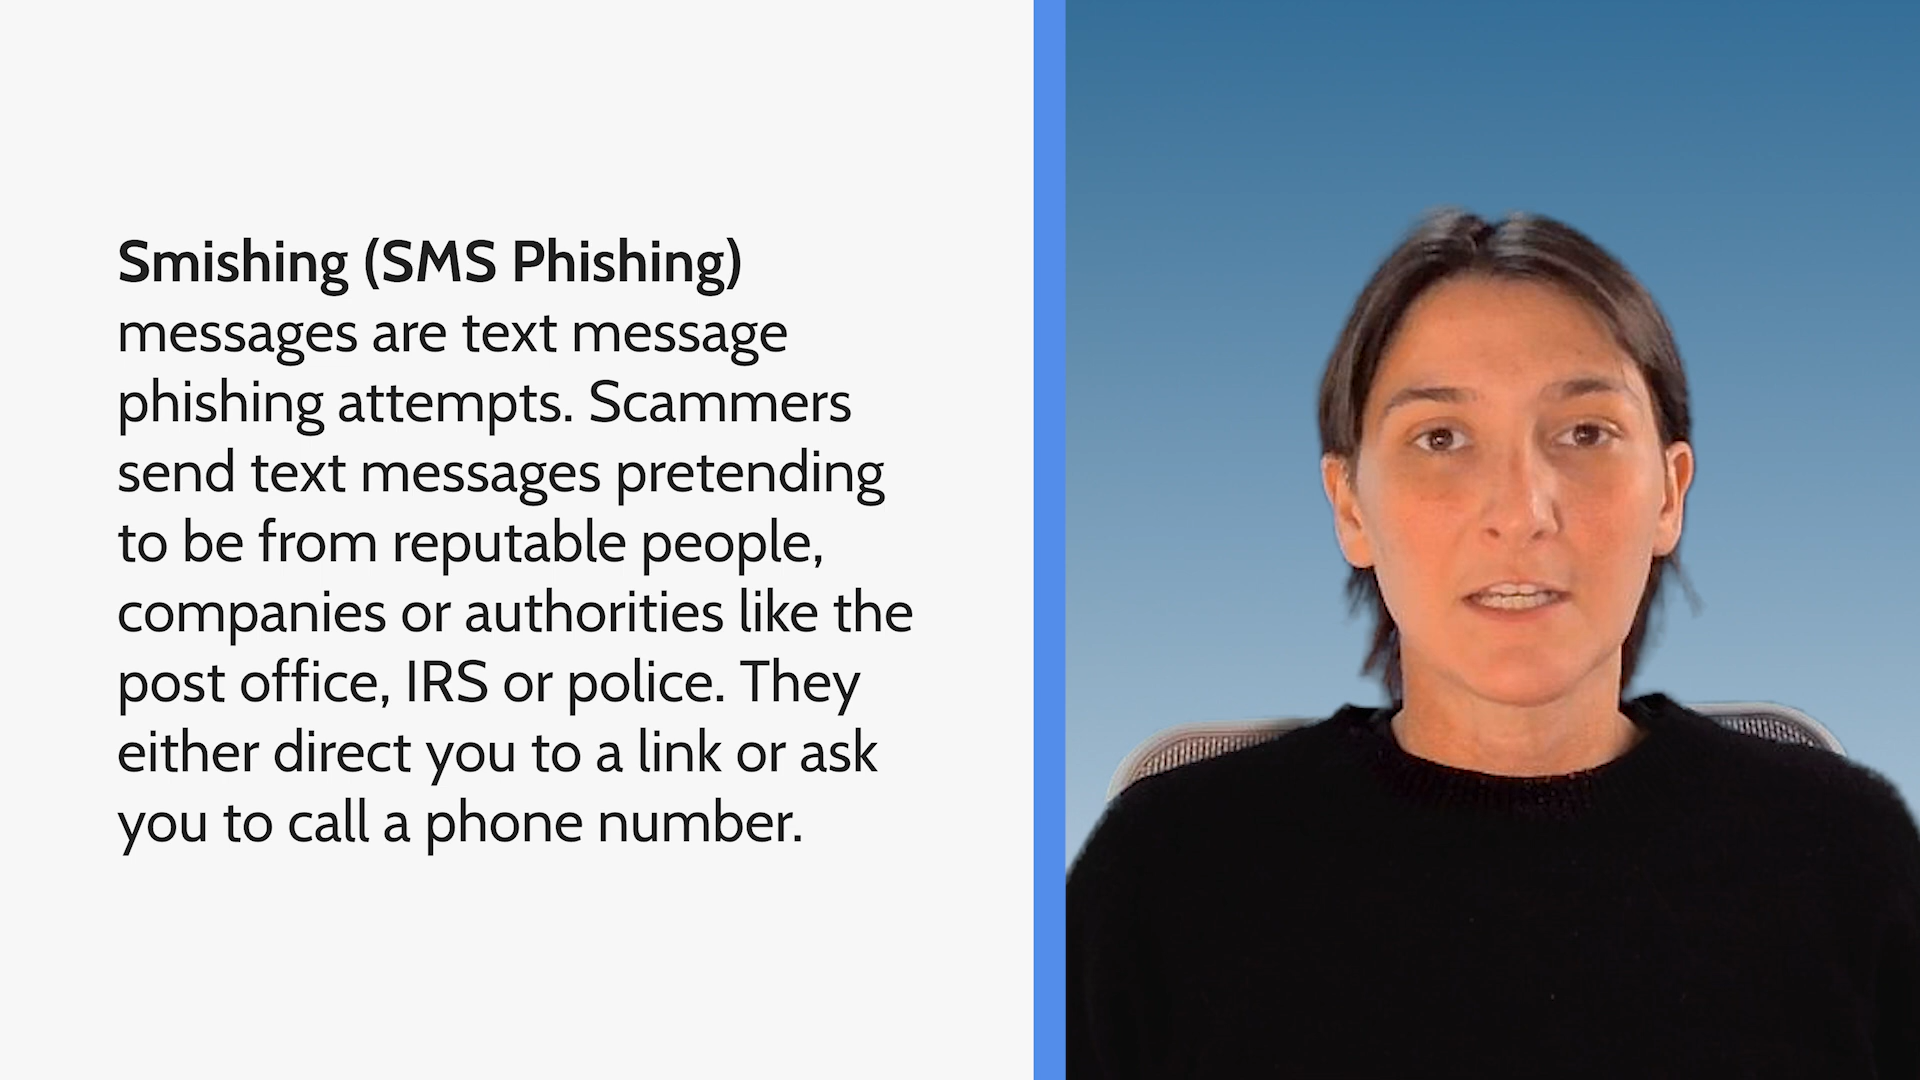 Smishing (SMS Phishing)
messages are text message
phishing attempts. Scammers
send text messages pretending
to be from reputable people,
companies or authorities like the
post office, IRS or police. They
either direct you to a link or ask
you to call a phone number.